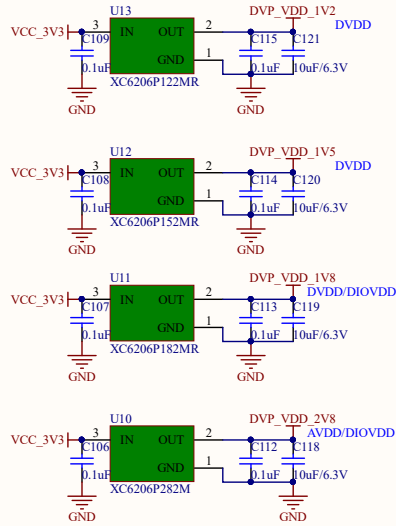 U13
DVP_VDD_1V2
VCC_3V3
3
IN
OUT
2
DVDD
C109
GND
1
C115
C121
0.1uF
0.1uF
10uF/6.3V
XC6206P122MR
GND
GND
U12
DVP_VDD_1V5
VCC_3V3
3
IN
OUT
2
DVDD
C108
GND
1
C114
C120
0.1uF
0.1uF
10uF/6.3V
XC6206P152MR
GND
GND
U11
DVP_VDD_1V8
VCC_3V3
3
IN
OUT
2
DVDD/DIOVDD
C107
GND
1
C113
C119
0.1uF
0.1uF
10uF/6.3V
XC6206P182MR
GND
GND
U10
DVP_VDD_2V8
VCC_3V3
3
IN
OUT
2
AVDD/DIOVDD
C106
GND
1
C112
C118
0.1uF
0.1uF
10uF/6.3V
XC6206P282M
GND
GND